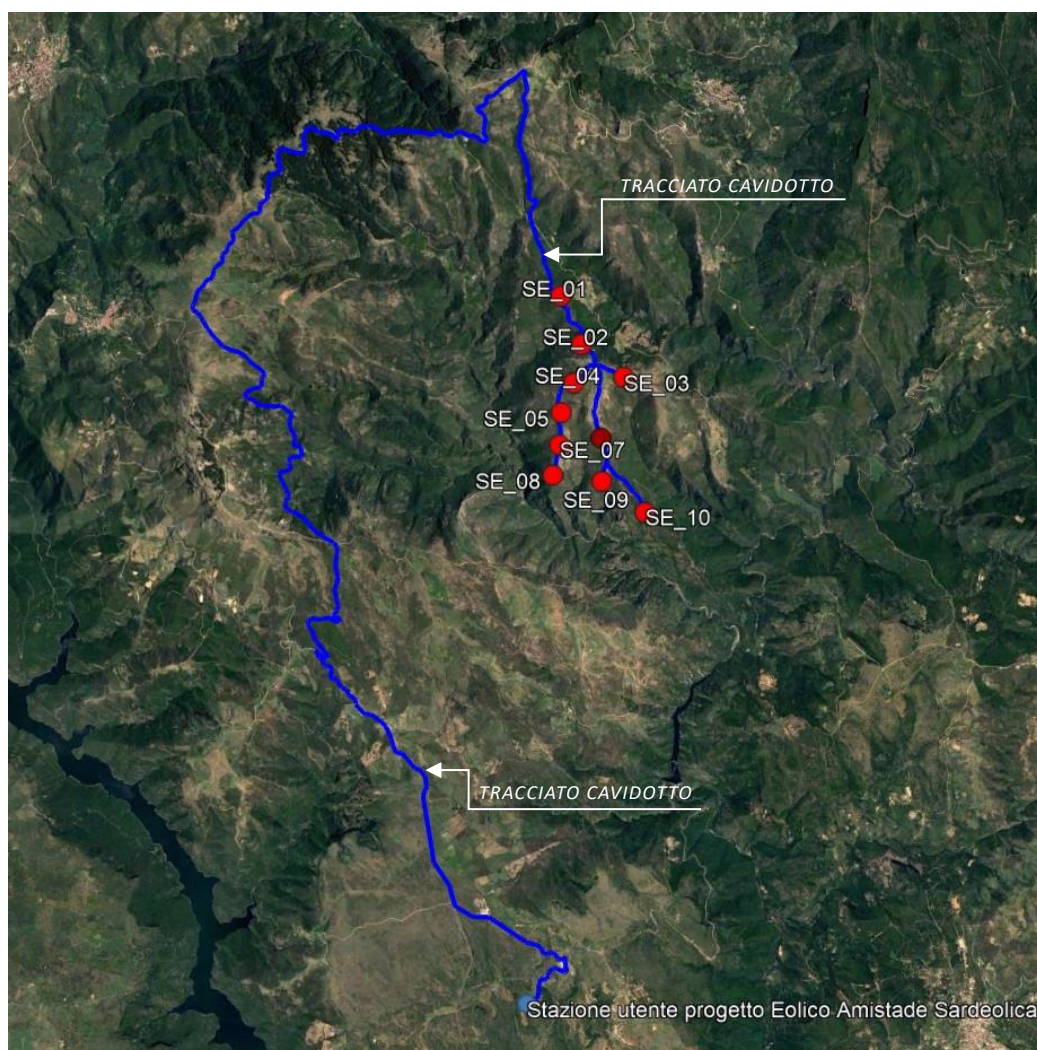 TRACCIATO CAVIDOTTO
SE_01
SE_02
SE_04
SE_03
SE_05
SE_07
SE_08
SE_09
SE_10
TRACCIATO CAVIDOTTO
Stazione utente progetto Eolico Amistade Sardeolica